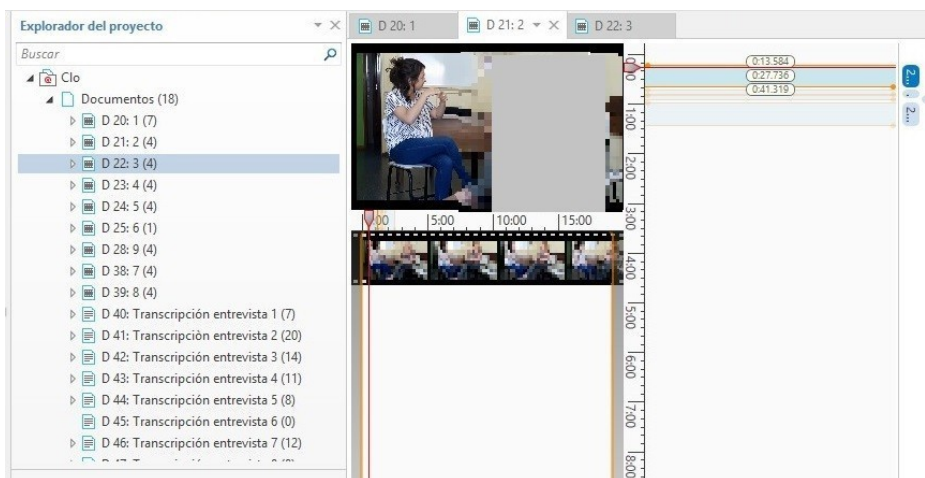 Explorador del proyecto
Buscar
Clo
Documentos (18)
D 20: 1 (7)
D 21: 2 (4)
D 22: 3 (4)
D 23: 4 (4)
D 24: 5 (4)
D 25: 6 (1)
D 28: 9 (4)
D 38: 7 (4)
D 39: 8 (4)
D 40: Transcripción entrevista 1 (7)
D 41: Transcripciòn entrevista 2 (20)
D 42: Transcripción entrevista 3 (14)
D 43: Transcripción entrevista 4 (11)
D 44: Transcripción entrevista 5 (8)
D 45: Transcripción entrevista 6 (0)
D 46: Transcripción entrevista 7 (12)
D 20: 1
D 21: 2
D 22: 3
5:00 10:00 15:00
1:00
2:00
3:00
4:00
5:00
6:00
7:00
8:00
0:13.584
0:27.736
0:41.319
2...
2...